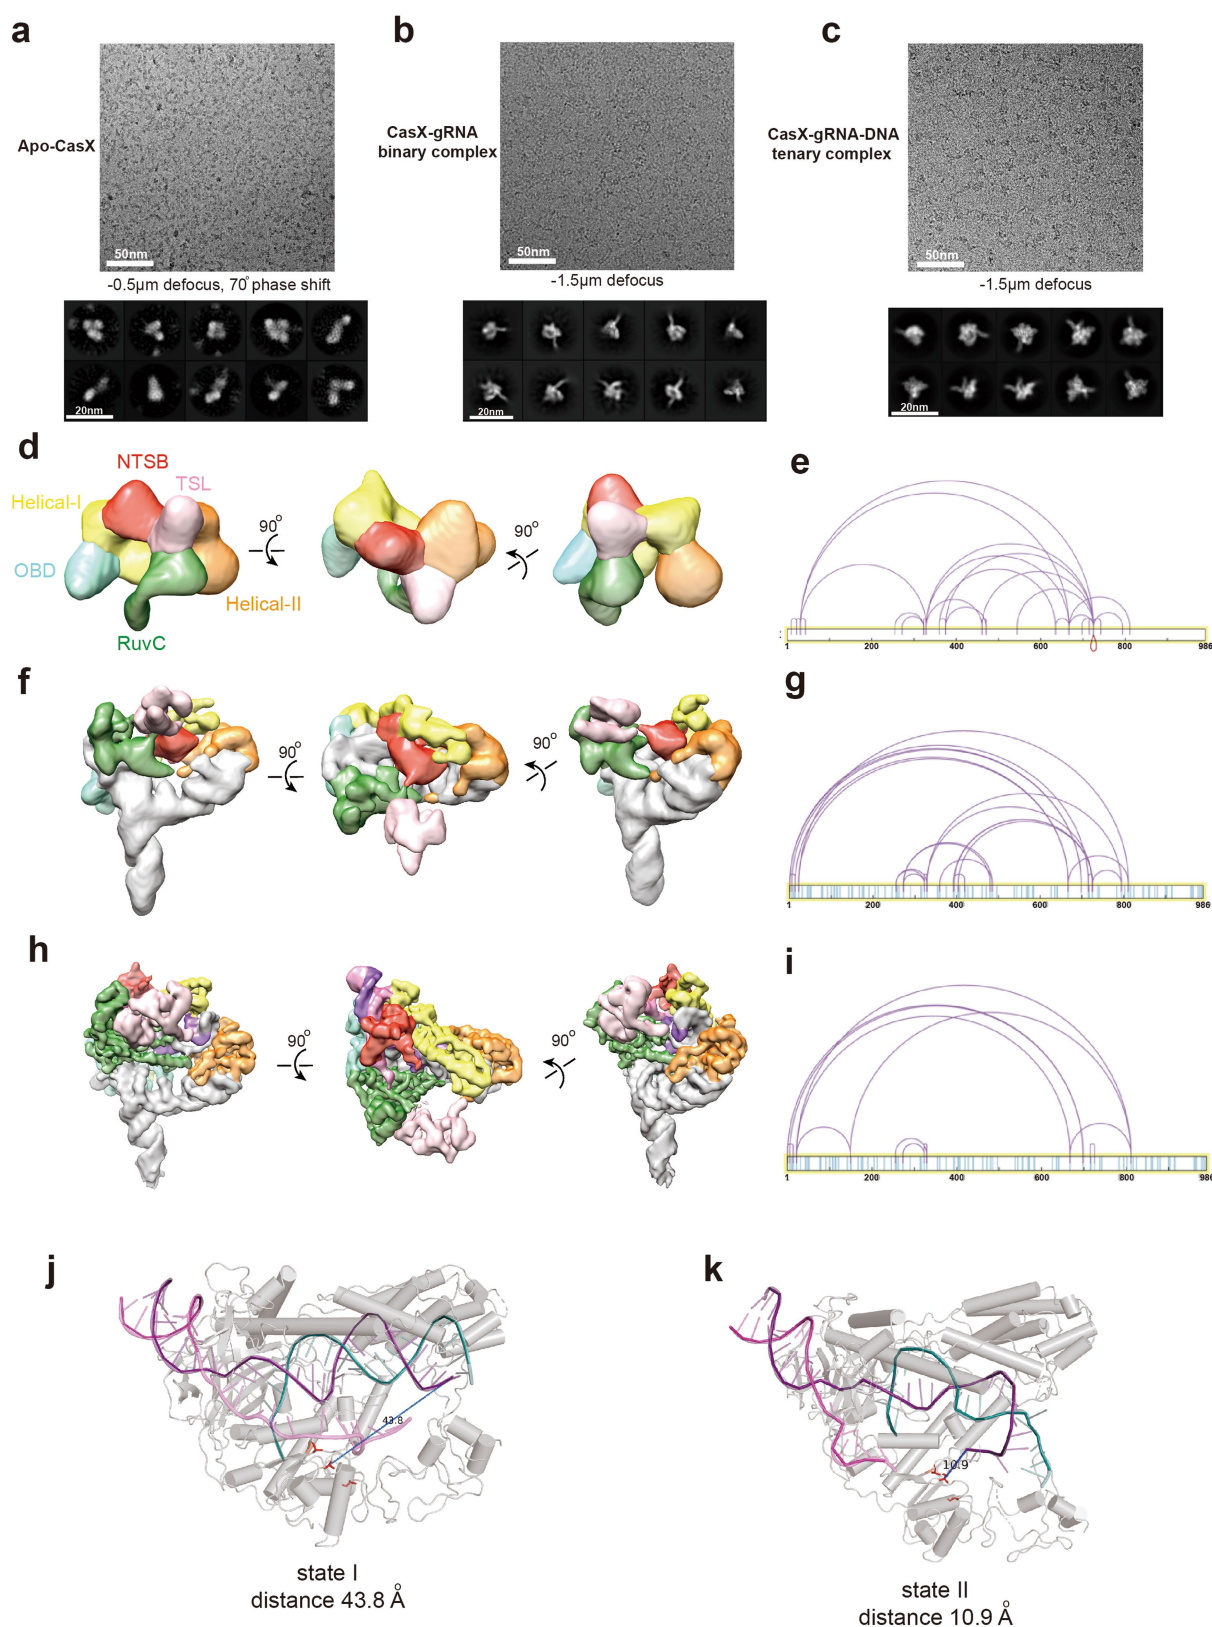 a
b
c
Apo-CasX
CasX-gRNA
binary complex
CasX-gRNA-DNA
tenary complex
50nm
50nm
50nm
-0.5µm defocus, 70° phase shift
-1.5µm defocus
-1.5µm defocus
20nm
20nm
20nm
d
e
NTSB
TSL
Helical-I
OBD
Helical-II
RuvC
90°
90°
1 200 400 600 800 986
f
g
90°
90°
1 200 400 600 800 986
h
i
90°
90°
1 200 400 600 800 986
j
k
43.8
10.9
state I
distance 43.8 Å
state II
distance 10.9 Å